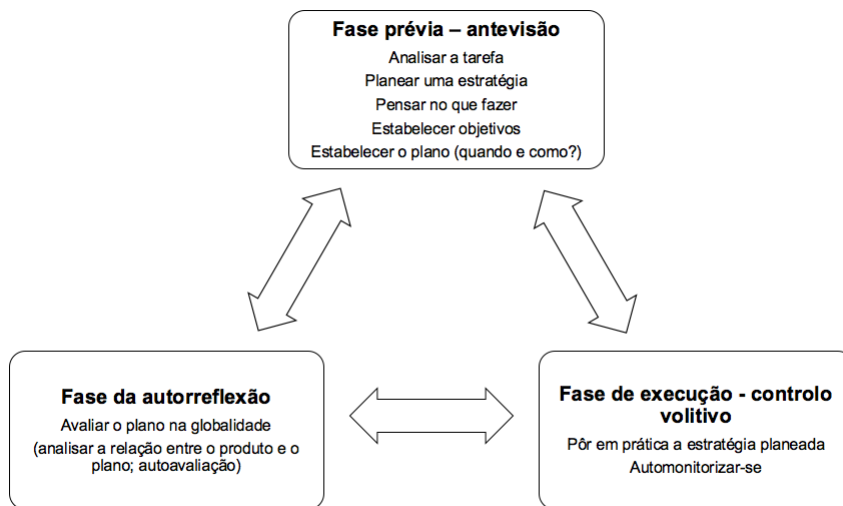 Fase prévia – antevisão
Analisar a tarefa
Planear uma estratégia
Pensar no que fazer
Estabelecer objetivos
Estabelecer o plano (quando e como?)
Fase da autorreflexão
Avaliar o plano na globalidade
(analisar a relação entre o produto e o
plano; autoavaliação)
Fase de execução - controlo
volitivo
Pôr em prática a estratégia planeada
Automonitorizar-se